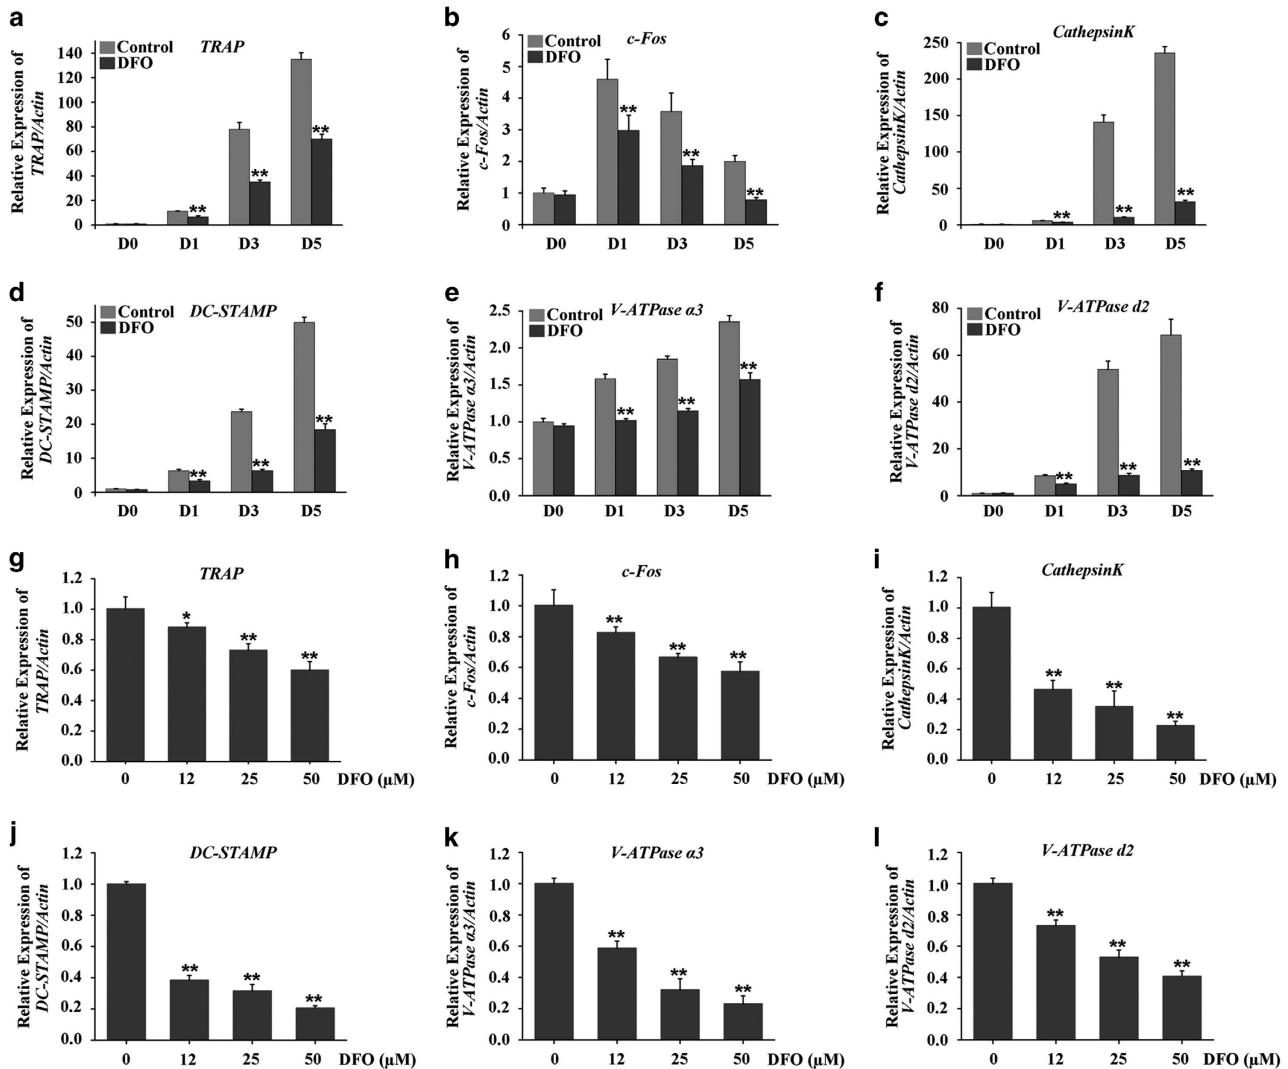 a
TRAP
Control
DFO
Relative Expression of
TRAP/Actin
140
120
100
80
60
40
20
0
**
**
**
D0 D1 D3 D5
b
c-Fos
Control
DFO
Relative Expression of
c-Fos/Actin
6
5
4
3
2
1
0
**
**
**
D0 D1 D3 D5
c
CathepsinK
Control
DFO
Relative Expression of
CathepsinK/Actin
250
200
150
100
50
0
**
**
**
D0 D1 D3 D5
d
DC-STAMP
Control
DFO
Relative Expression of
DC-STAMP/Actin
50
40
30
20
10
0
**
**
**
D0 D1 D3 D5
e
V-ATPase α3
Control
DFO
Relative Expression of
V-ATPase α3/Actin
2.5
2.0
1.5
1.0
0.5
0.0
**
**
**
D0 D1 D3 D5
f
V-ATPase d2
Control
DFO
Relative Expression of
V-ATPase d2/Actin
80
60
40
20
0
**
**
**
D0 D1 D3 D5
g
TRAP
Relative Expression of
TRAP/Actin
1.2
1.0
0.8
0.6
0.4
0.2
0.0
*
**
**
0 12 25 50 DFO (μM)
h
c-Fos
Relative Expression of
c-Fos/Actin
1.2
1.0
0.8
0.6
0.4
0.2
0.0
**
**
**
0 12 25 50 DFO (μM)
i
CathepsinK
Relative Expression of
CathepsinK/Actin
1.2
1.0
0.8
0.6
0.4
0.2
0.0
**
**
**
0 12 25 50 DFO (μM)
j
DC-STAMP
Relative Expression of
DC-STAMP/Actin
1.2
1.0
0.8
0.6
0.4
0.2
0.0
**
**
**
0 12 25 50 DFO (μM)
k
V-ATPase α3
Relative Expression of
V-ATPase α3/Actin
1.2
1.0
0.8
0.6
0.4
0.2
0.0
**
**
**
0 12 25 50 DFO (μM)
l
V-ATPase d2
Relative Expression of
V-ATPase d2/Actin
1.2
1.0
0.8
0.6
0.4
0.2
0.0
**
**
**
0 12 25 50 DFO (μM)